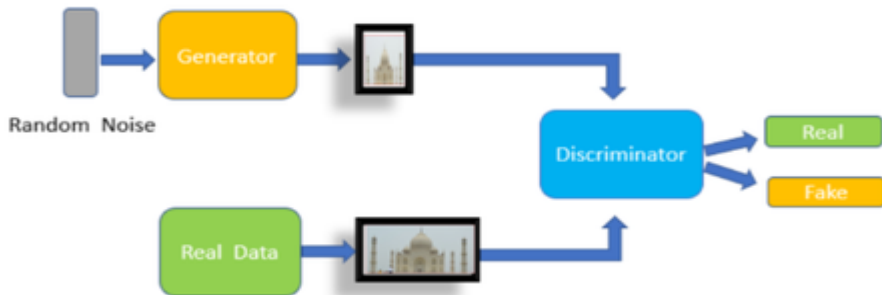 Generator
Random Noise
Discriminator
Real
Fake
Real Data